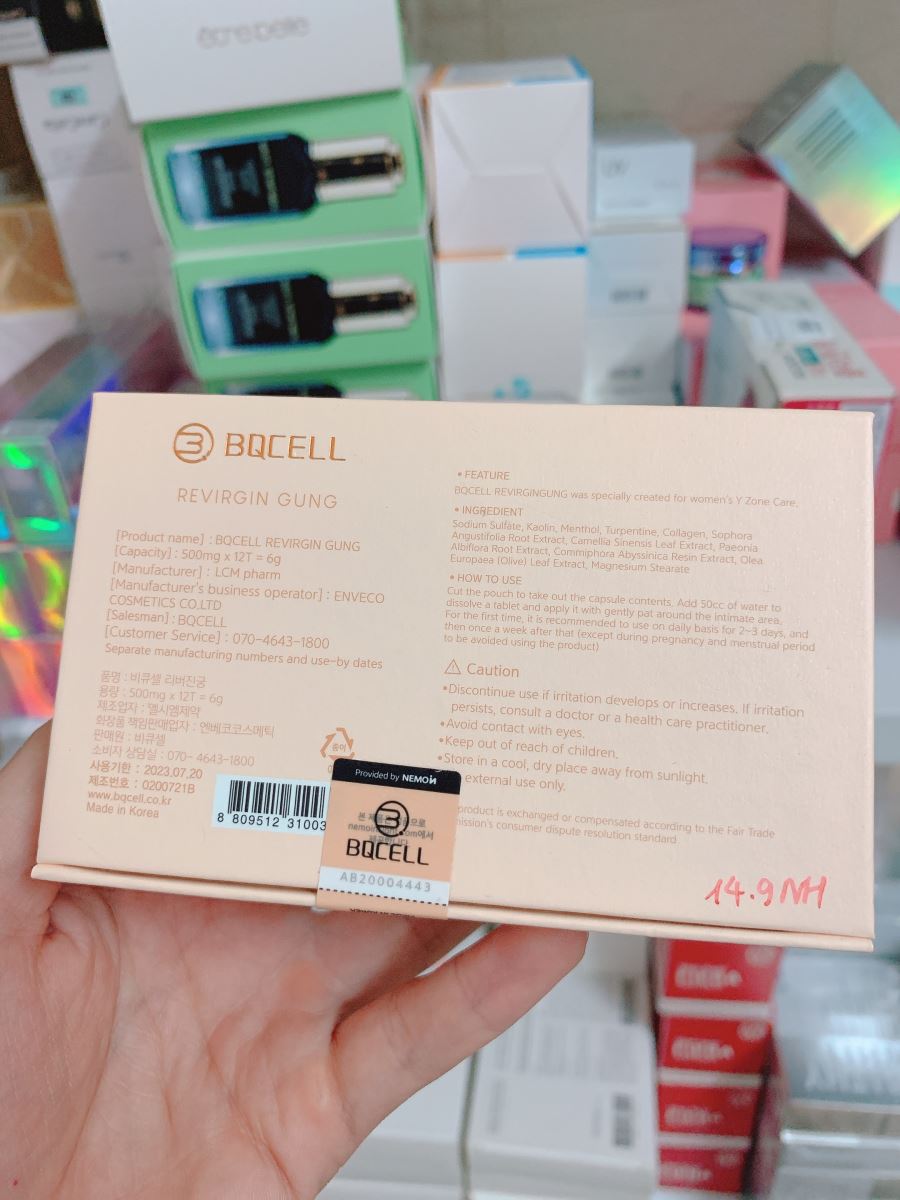 être belle
BQCELL
REVIRGIN GUNG
[Product name] : BQCELL REVIRGIN GUNG
[Capacity] : 500mg x 12T = 6g
[Manufacturer] : LCM pharm
[Manufacturer's business operator] : ENVECO
COSMETICS CO.,LTD
[Salesman] : BQCELL
[Customer Service] : 070-4643-1800
Separate manufacturing numbers and use-by dates
품명 : 비큐셀 리버진궁
용량 : 500mg x 12T = 6g
제조업자 : 엘시엠제약
화장품 책임판매업자 : 엔베코코스메틱
판매원 : 비큐셀
소비자 상담실 : 070- 4643-1800
사용기한 : 2023.07.20
제조번호 : 0200721B
www.bqcell.co.kr
Made in Korea
8 809512 31003
종이
Provided by NEMOИ
BQCELL
AB20004443
• FEATURE
BQCELL REVIRGINGUNG was specially created for women's Y Zone Care.
• INGREDIENT
Sodium Sulfate, Kaolin, Menthol, Turpentine, Collagen, Sophora
Angustifolia Root Extract, Camellia Sinensis Leaf Extract, Paeonia
Albiflora Root Extract, Commiphora Abyssinica Resin Extract, Olea
Europaea (Olive) Leaf Extract, Magnesium Stearate
• HOW TO USE
Cut the pouch to take out the capsule contents. Add 50cc of water to
dissolve a tablet and apply it with gently pat around the intimate area.
For the first time, it is recommended to use on daily basis for 2~3 days, and
then once a week after that (except during pregnancy and menstrual period
to be avoided using the product)
Caution
•Discontinue use if irritation develops or increases. If irritation
persists, consult a doctor or a health care practitioner.
•Avoid contact with eyes.
•Keep out of reach of children.
•Store in a cool, dry place away from sunlight.
external use only.
product is exchanged or compensated according to the Fair Trade
mission's consumer dispute resolution standard
14.9 NH